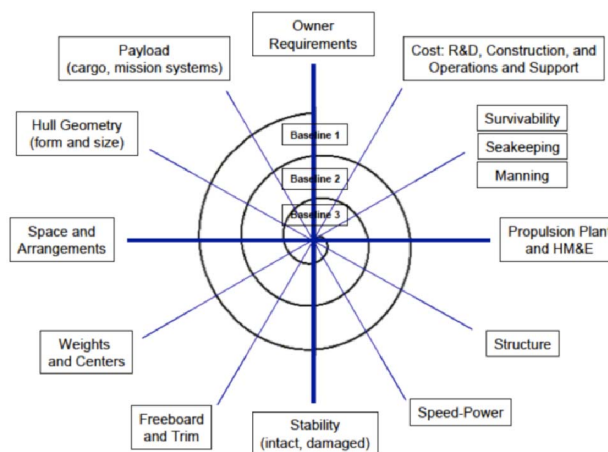 Owner
Requirements
Payload
(cargo, mission systems)
Cost: R&D, Construction, and
Operations and Support
Hull Geometry
(form and size)
Baseline 1
Baseline 2
Baseline 3
Survivability
Seakeeping
Manning
Space and
Arrangements
Propulsion Plant
and HM&E
Weights
and Centers
Structure
Freeboard
and Trim
Stability
(intact, damaged)
Speed-Power